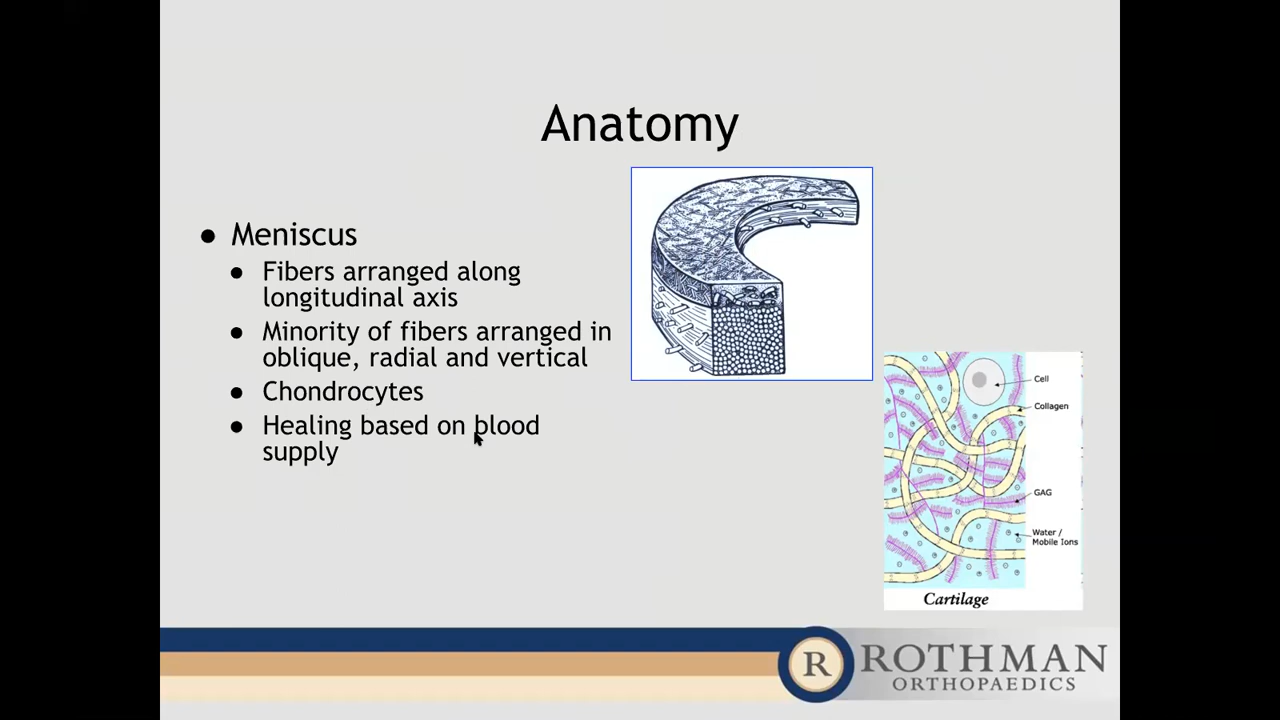 Anatomy
● Meniscus
● Fibers arranged along
longitudinal axis
● Minority of fibers arranged in
oblique, radial and vertical
● Chondrocytes
● Healing based on blood
supply
Cell
Collagen
GAG
Water /
Mobile Ions
Cartilage
R ROTHMAN
ORTHOPAEDICS